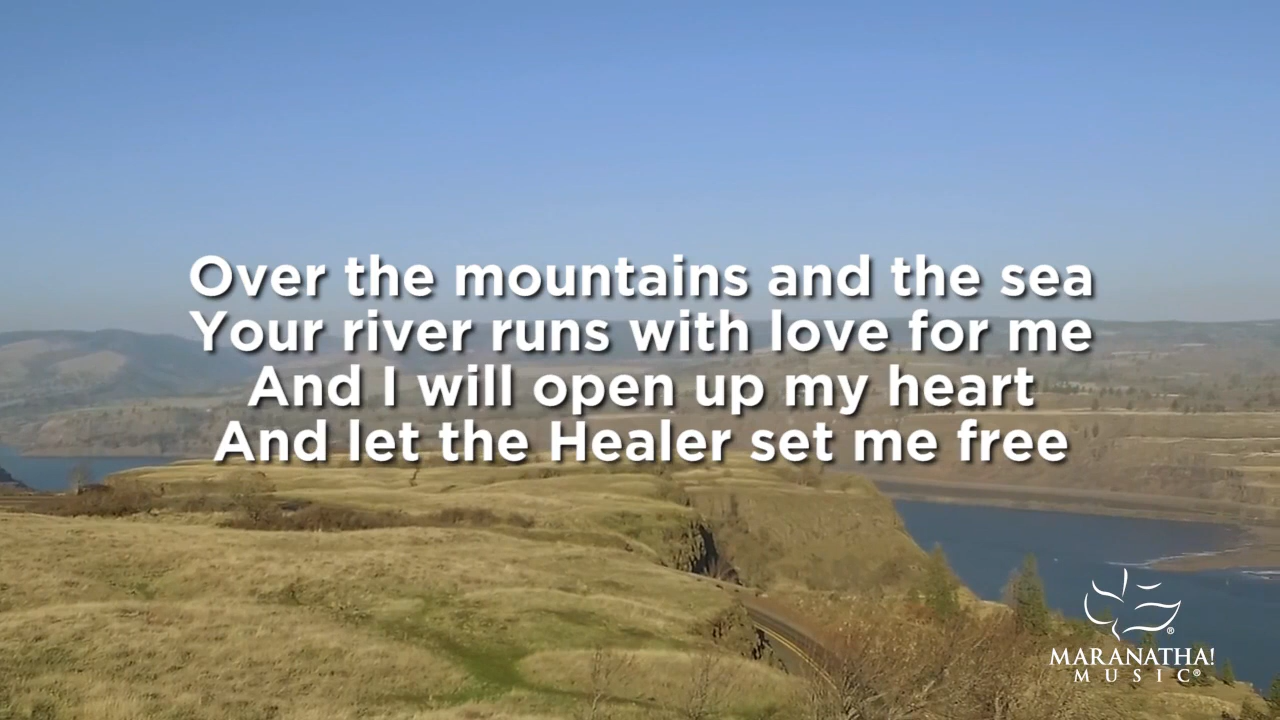 Over the mountains and the sea
Your river runs with love for me
And I will open up my heart
And let the Healer set me free
MARANATHA!
MUSIC®